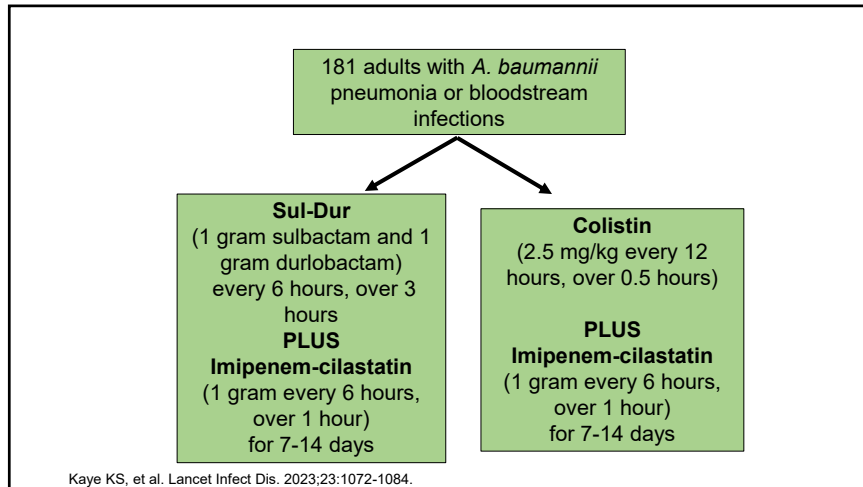 181 adults with A. baumannii
pneumonia or bloodstream
infections
Sul-Dur
(1 gram sulbactam and 1
gram durlobactam)
every 6 hours, over 3
hours
PLUS
Imipenem-cilastatin
(1 gram every 6 hours,
over 1 hour)
for 7-14 days
Colistin
(2.5 mg/kg every 12
hours, over 0.5 hours)
PLUS
Imipenem-cilastatin
(1 gram every 6 hours,
over 1 hour)
for 7-14 days
Kaye KS, et al. Lancet Infect Dis. 2023;23:1072-1084.